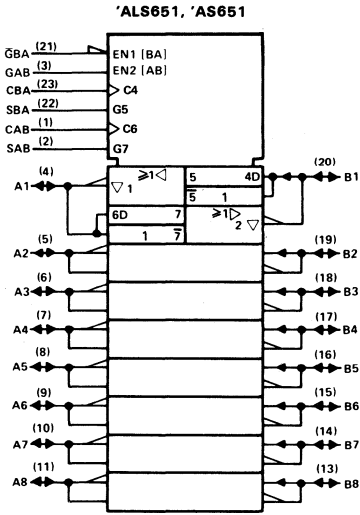 'ALS651, 'AS651
G̅BA (21) EN1 [BA]
GAB (3) EN2 [AB]
CBA (23) C4
SBA (22) G5
CAB (1) C6
SAB (2) G7
A1 (4) ≥1 ▽ 1 5 4D (20) B1
5̅ 1
6D 7 ≥1 2 ▽
1 7̅
A2 (5) (19) B2
A3 (6) (18) B3
A4 (7) (17) B4
A5 (8) (16) B5
A6 (9) (15) B6
A7 (10) (14) B7
A8 (11) (13) B8